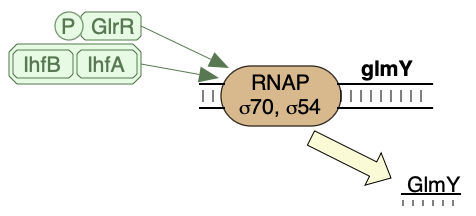 P GlrR
IhfB IhfA
RNAP
σ70, σ54
glmY
GlmY